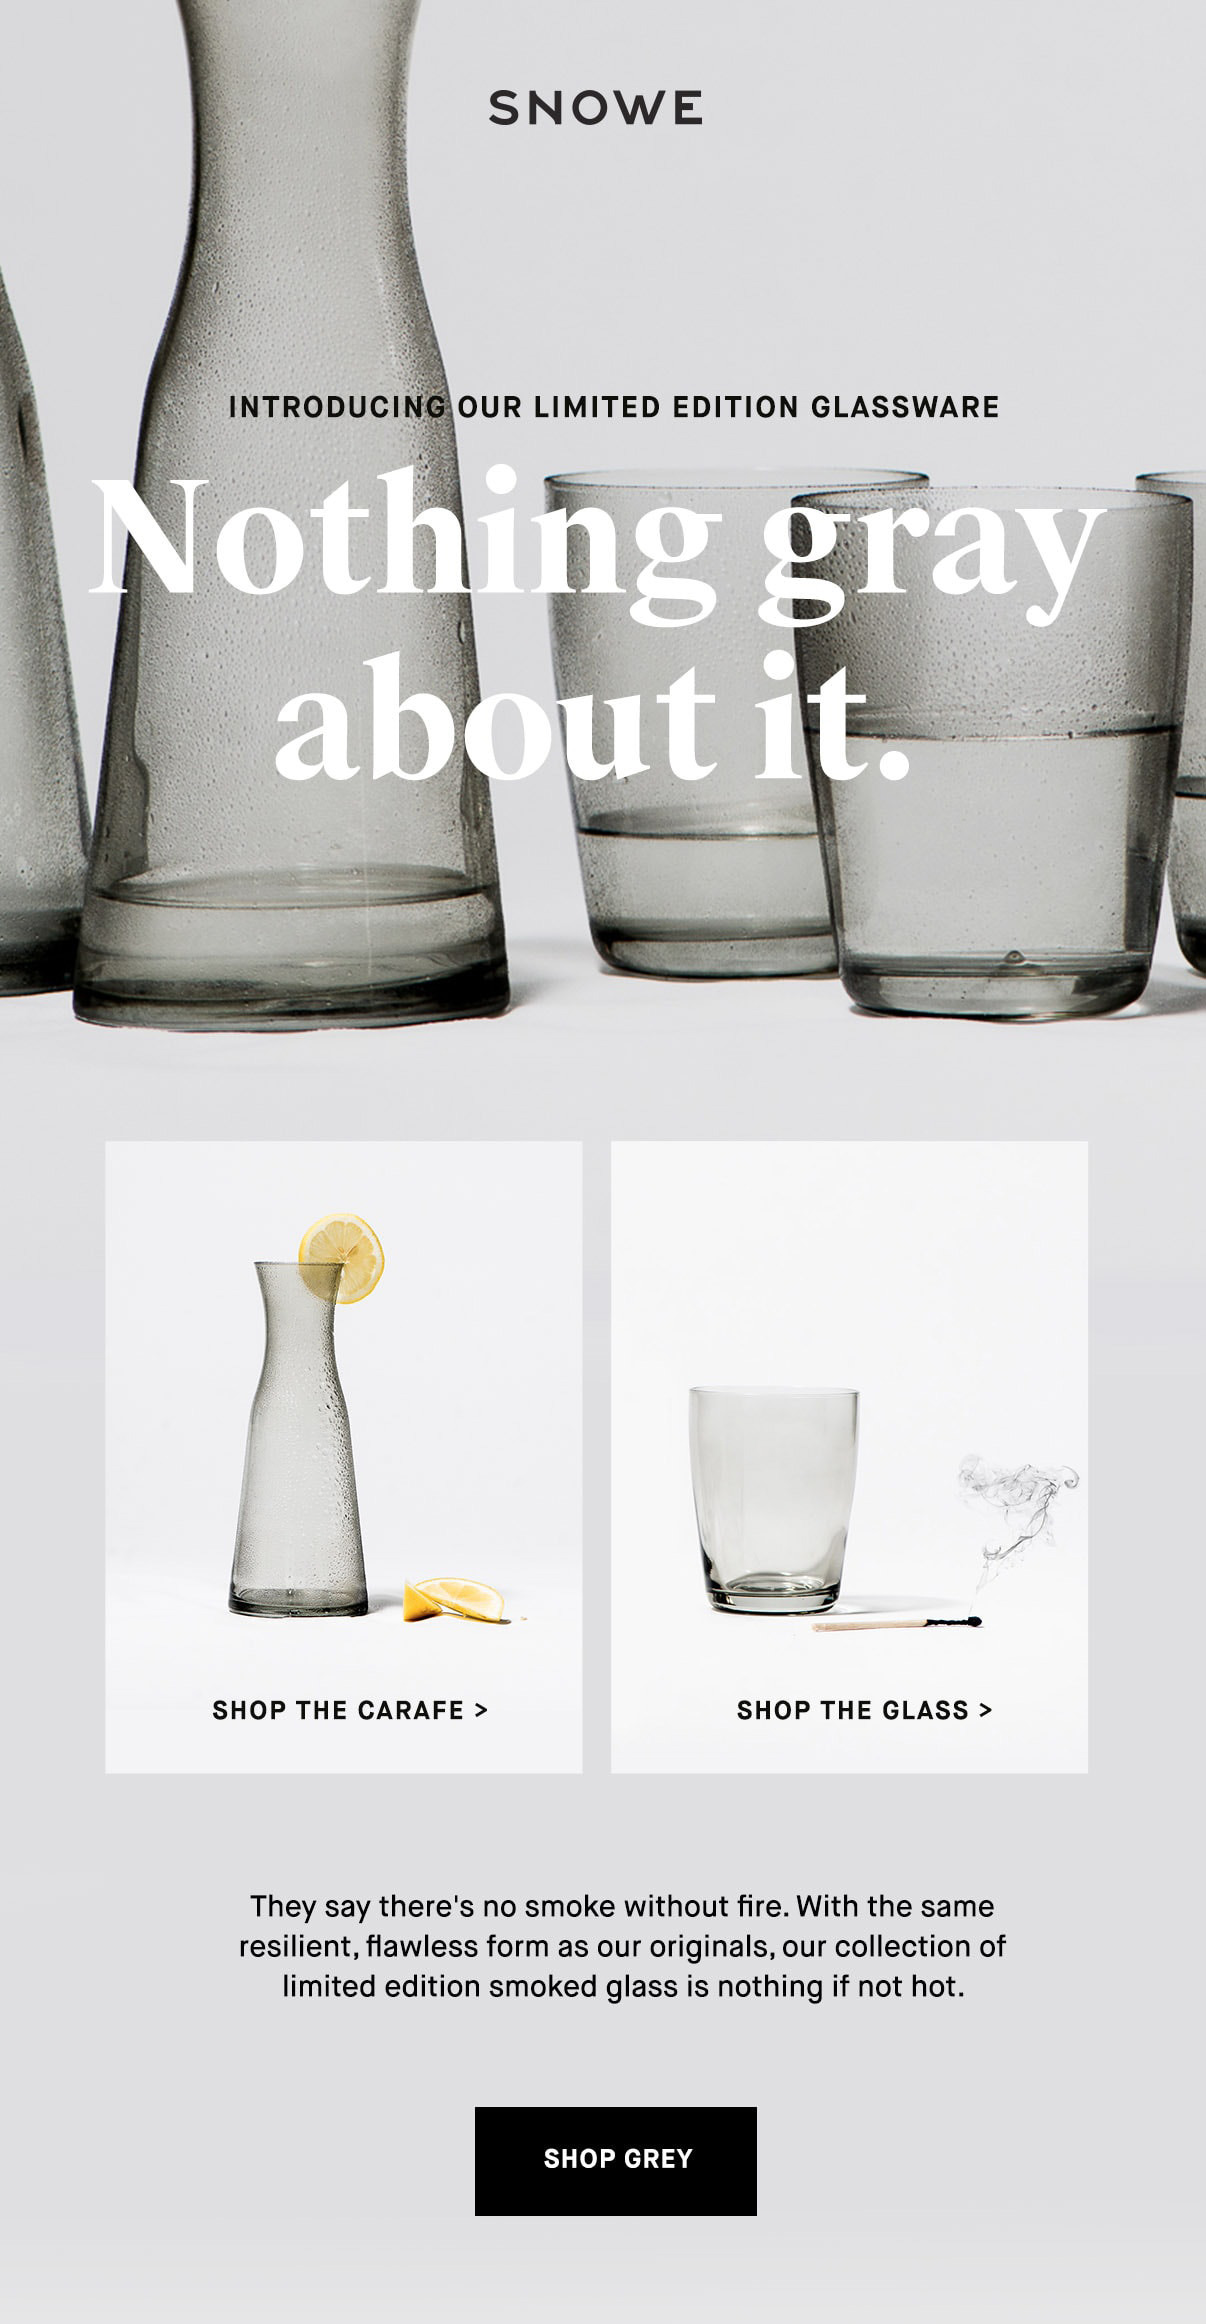 SNOWE
INTRODUCING OUR LIMITED EDITION GLASSWARE
Nothing gray
about it.
SHOP THE CARAFE >
SHOP THE GLASS >
They say there's no smoke without fire. With the same
resilient, flawless form as our originals, our collection of
limited edition smoked glass is nothing if not hot.
SHOP GREY